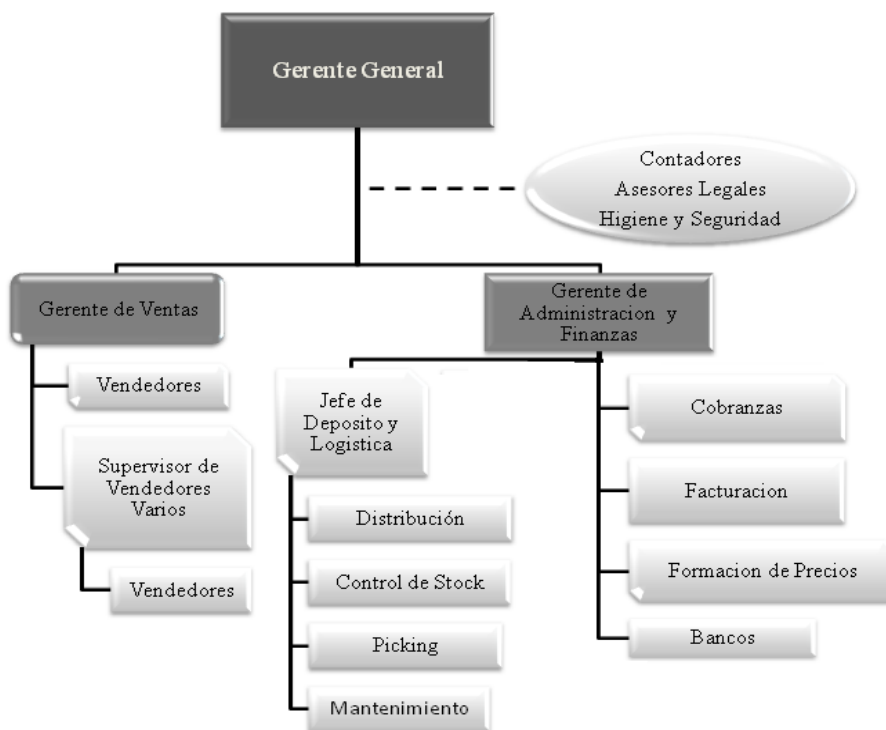 Gerente General
Contadores
Asesores Legales
Higiene y Seguridad
Gerente de Ventas
Gerente de
Administracion y
Finanzas
Vendedores
Supervisor de
Vendedores
Varios
Vendedores
Jefe de
Deposito y
Logistica
Distribución
Control de Stock
Picking
Mantenimiento
Cobranzas
Facturacion
Formacion de Precios
Bancos